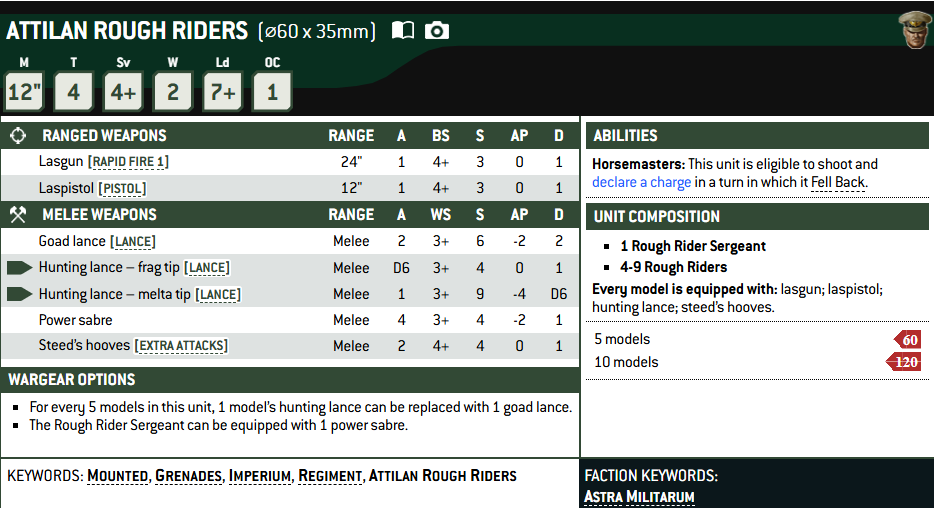 ATTILAN ROUGH RIDERS (⌀60 x 35mm)
M T Sv W Ld OC
12" 4 4+ 2 7+ 1
RANGED WEAPONS RANGE A BS S AP D
Lasgun [RAPID FIRE 1] 24" 1 4+ 3 0 1
Laspistol [PISTOL] 12" 1 4+ 3 0 1
MELEE WEAPONS RANGE A WS S AP D
Goad lance [LANCE] Melee 2 3+ 6 -2 2
Hunting lance – frag tip [LANCE] Melee D6 3+ 4 0 1
Hunting lance – melta tip [LANCE] Melee 1 3+ 9 -4 D6
Power sabre Melee 4 3+ 4 -2 1
Steed's hooves [EXTRA ATTACKS] Melee 2 4+ 4 0 1
WARGEAR OPTIONS
▪ For every 5 models in this unit, 1 model's hunting lance can be replaced with 1 goad lance.
▪ The Rough Rider Sergeant can be equipped with 1 power sabre.
ABILITIES
Horsemasters: This unit is eligible to shoot and
declare a charge in a turn in which it Fell Back.
UNIT COMPOSITION
▪ 1 Rough Rider Sergeant
▪ 4-9 Rough Riders
Every model is equipped with: lasgun; laspistol;
hunting lance; steed's hooves.
5 models 60
10 models 120
KEYWORDS: MOUNTED, GRENADES, IMPERIUM, REGIMENT, ATTILAN ROUGH RIDERS
FACTION KEYWORDS:
ASTRA MILITARUM